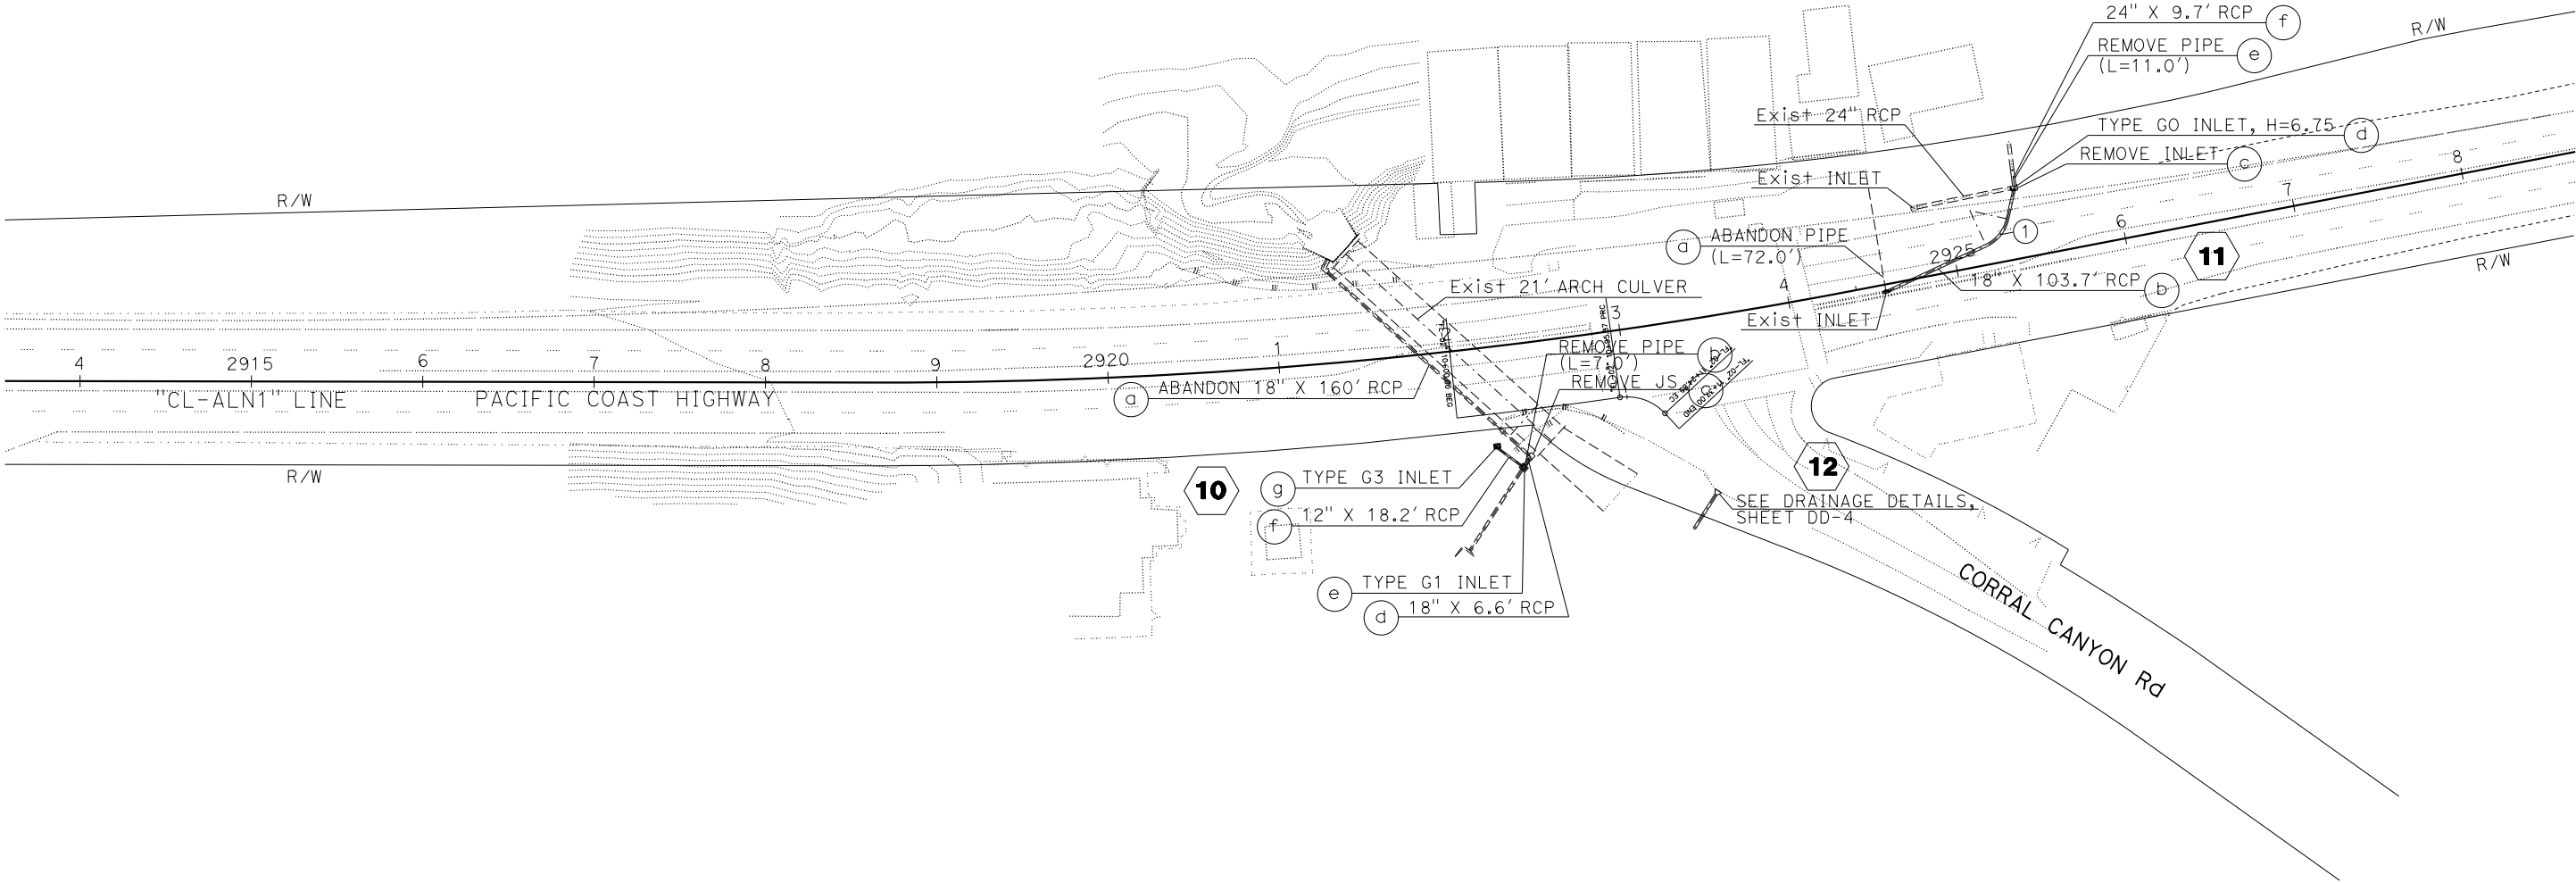 24" X 9.7' RCP f
R/W
REMOVE PIPE e
(L=11.0')
Exist 24" RCP
TYPE GO INLET, H=6.75 d
REMOVE INLET c
8
Exist INLET
7
R/W
6
1
a ABANDON PIPE
(L=72.0')
2925
11
R/W
18" X 103.7' RCP b
4
Exist 21' ARCH CULVER
Exist INLET
3
REMOVE PIPE b
(L=7.0')
REMOVE JS c
4
2915
6
7
8
9
2920
1
a ABANDON 18" X 160' RCP
"CL-ALN1" LINE
PACIFIC COAST HIGHWAY
R/W
10
12
g TYPE G3 INLET
f 12" X 18.2' RCP
SEE DRAINAGE DETAILS,
SHEET DD-4
e TYPE G1 INLET
d 18" X 6.6' RCP
CORRAL CANYON Rd